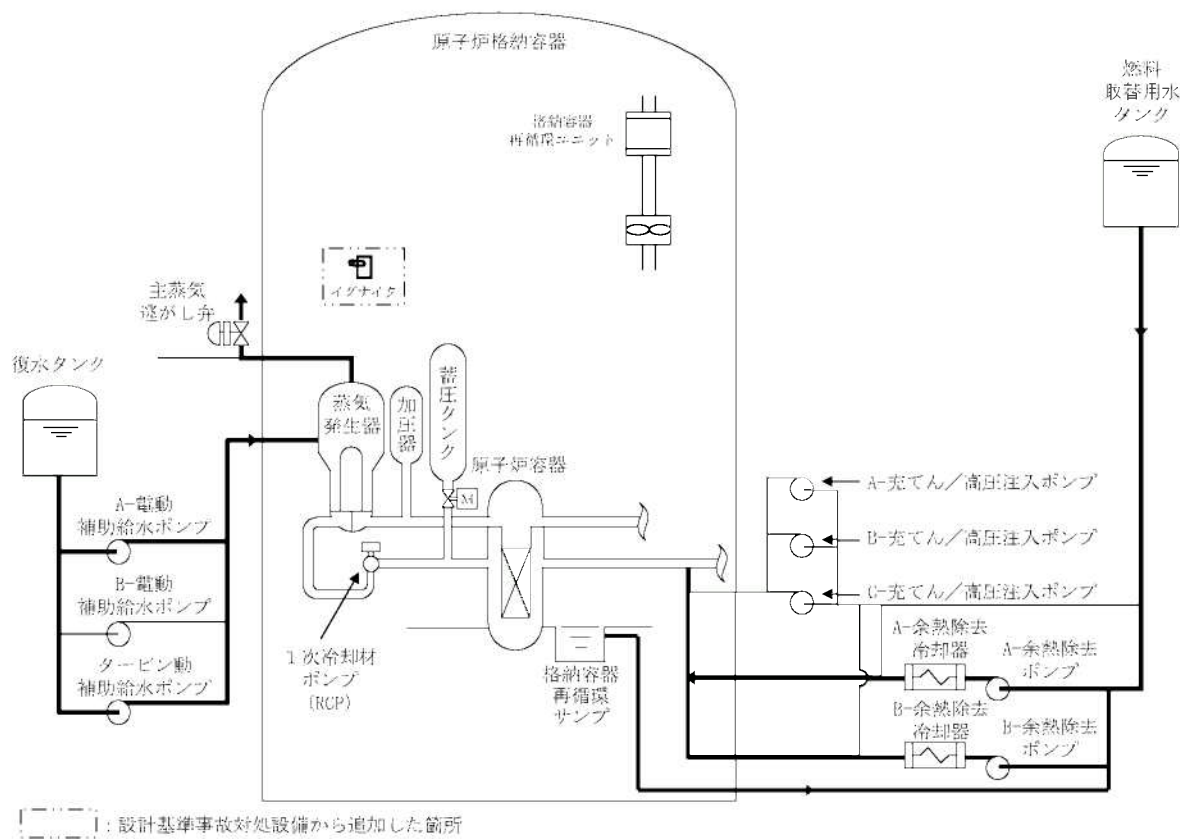 原子炉格納容器
燃料
取替用水
タンク
格納容器
再循環ユニット
イグナイタ
主蒸気
逃がし弁
復水タンク
蒸気
発生器
加圧器
蓄圧タンク
原子炉容器
M
A-電動
補助給水ポンプ
B-電動
補助給水ポンプ
タービン動
補助給水ポンプ
1次冷却材
ポンプ
(RCP)
格納容器
再循環
サンプ
A-充てん/高圧注入ポンプ
B-充てん/高圧注入ポンプ
C-充てん/高圧注入ポンプ
A-余熱除去
冷却器
A-余熱除去
ポンプ
B-余熱除去
冷却器
B-余熱除去
ポンプ
:設計基準事故対処設備から追加した箇所